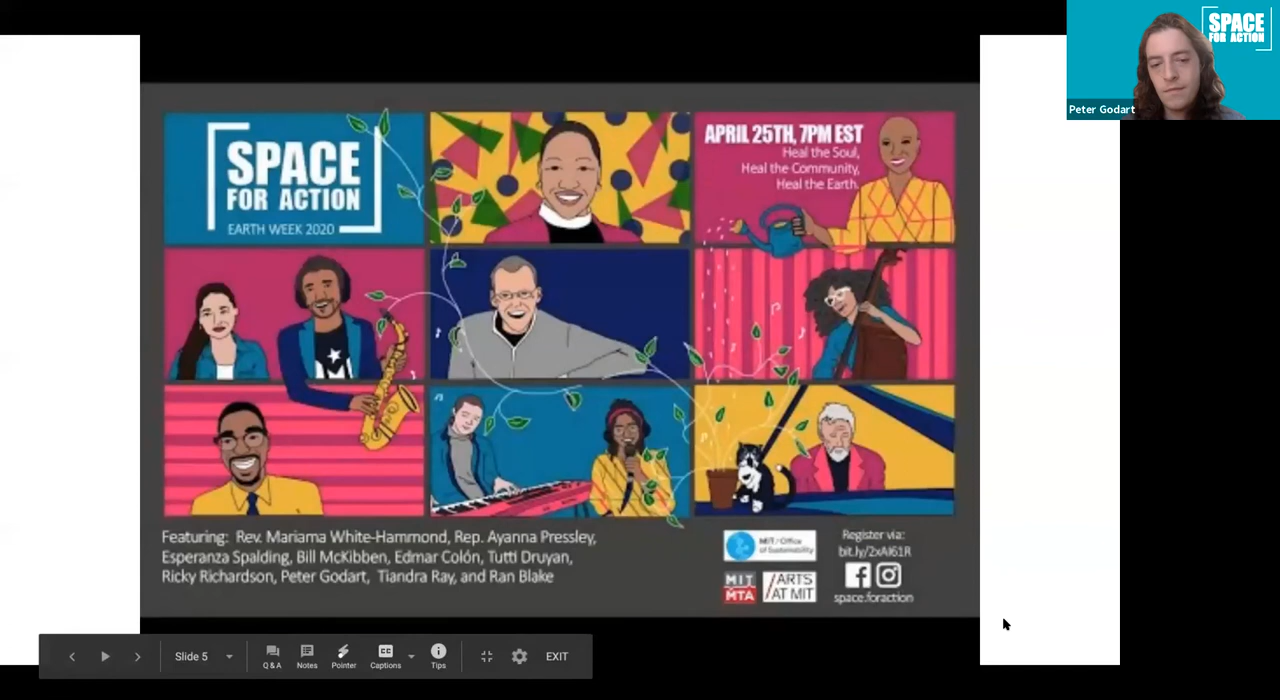 SPACE
FOR ACTION
EARTH WEEK 2020
APRIL 25TH, 7PM EST
Heal the Soul,
Heal the Community,
Heal the Earth.
Featuring: Rev. Mariama White-Hammond, Rep. Ayanna Pressley,
Esperanza Spalding, Bill McKibben, Edmar Colón, Tutti Druyan,
Ricky Richardson, Peter Godart, Tiandra Ray, and Ran Blake
MIT / Office
of Sustainability
MIT
MTA
/ARTS
AT MIT
Register via:
bit.ly/2xAI61R
space.foraction
SPACE
FOR ACTION
Peter Godart
Slide 5
Q & A
Notes
Pointer
Captions
Tips
EXIT